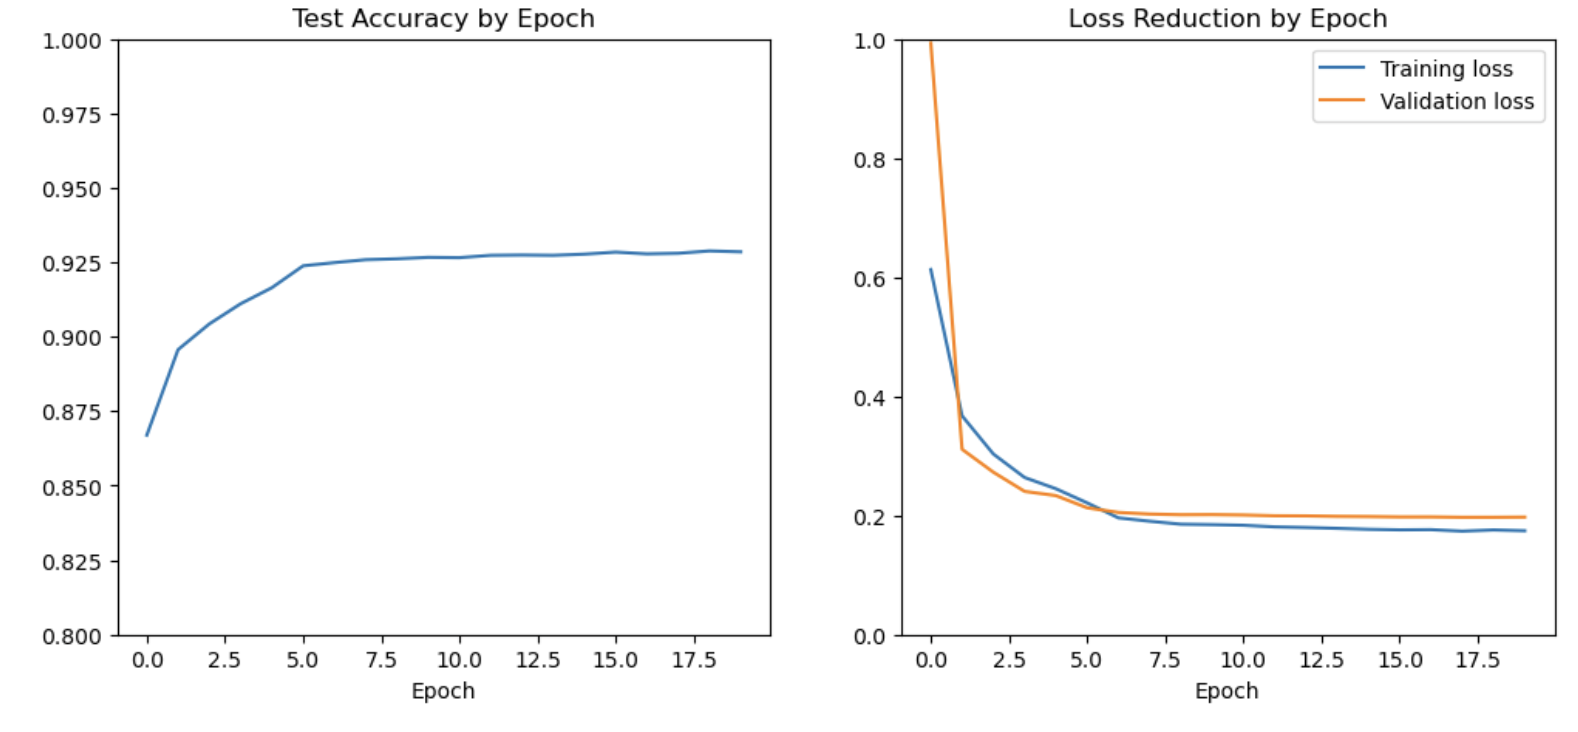 Test Accuracy by Epoch
1.000
0.975
0.950
0.925
0.900
0.875
0.850
0.825
0.800
0.0 2.5 5.0 7.5 10.0 12.5 15.0 17.5
Epoch
Loss Reduction by Epoch
Training loss
Validation loss
1.0
0.8
0.6
0.4
0.2
0.0
0.0 2.5 5.0 7.5 10.0 12.5 15.0 17.5
Epoch